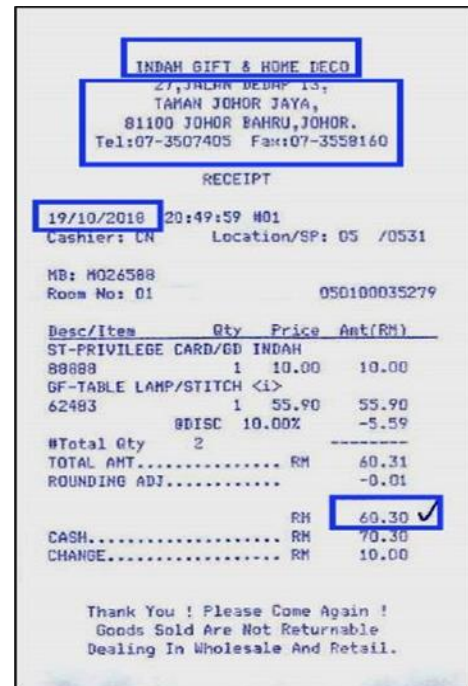 INDAH GIFT & HOME DECO
27,JALAN DEDAP 13,
TAMAN JOHOR JAYA,
81100 JOHOR BAHRU,JOHOR.
Tel:07-3507405 Fax:07-3558160
RECEIPT
19/10/2018 20:49:59 #01
Cashier: CN Location/SP: 05 /0531
MB: M026588
Room No: 01 050100035279
Desc/Item Qty Price Amt(RM)
ST-PRIVILEGE CARD/GD INDAH
88888 1 10.00 10.00
GF-TABLE LAMP/STITCH <i>
62483 1 55.90 55.90
@DISC 10.00% -5.59
#Total Qty 2 --------
TOTAL AMT............... RM 60.31
ROUNDING ADJ............ -0.01
RM 60.30 ✓
CASH.................... RM 70.30
CHANGE.................. RM 10.00
Thank You ! Please Come Again !
Goods Sold Are Not Returnable
Dealing In Wholesale And Retail.